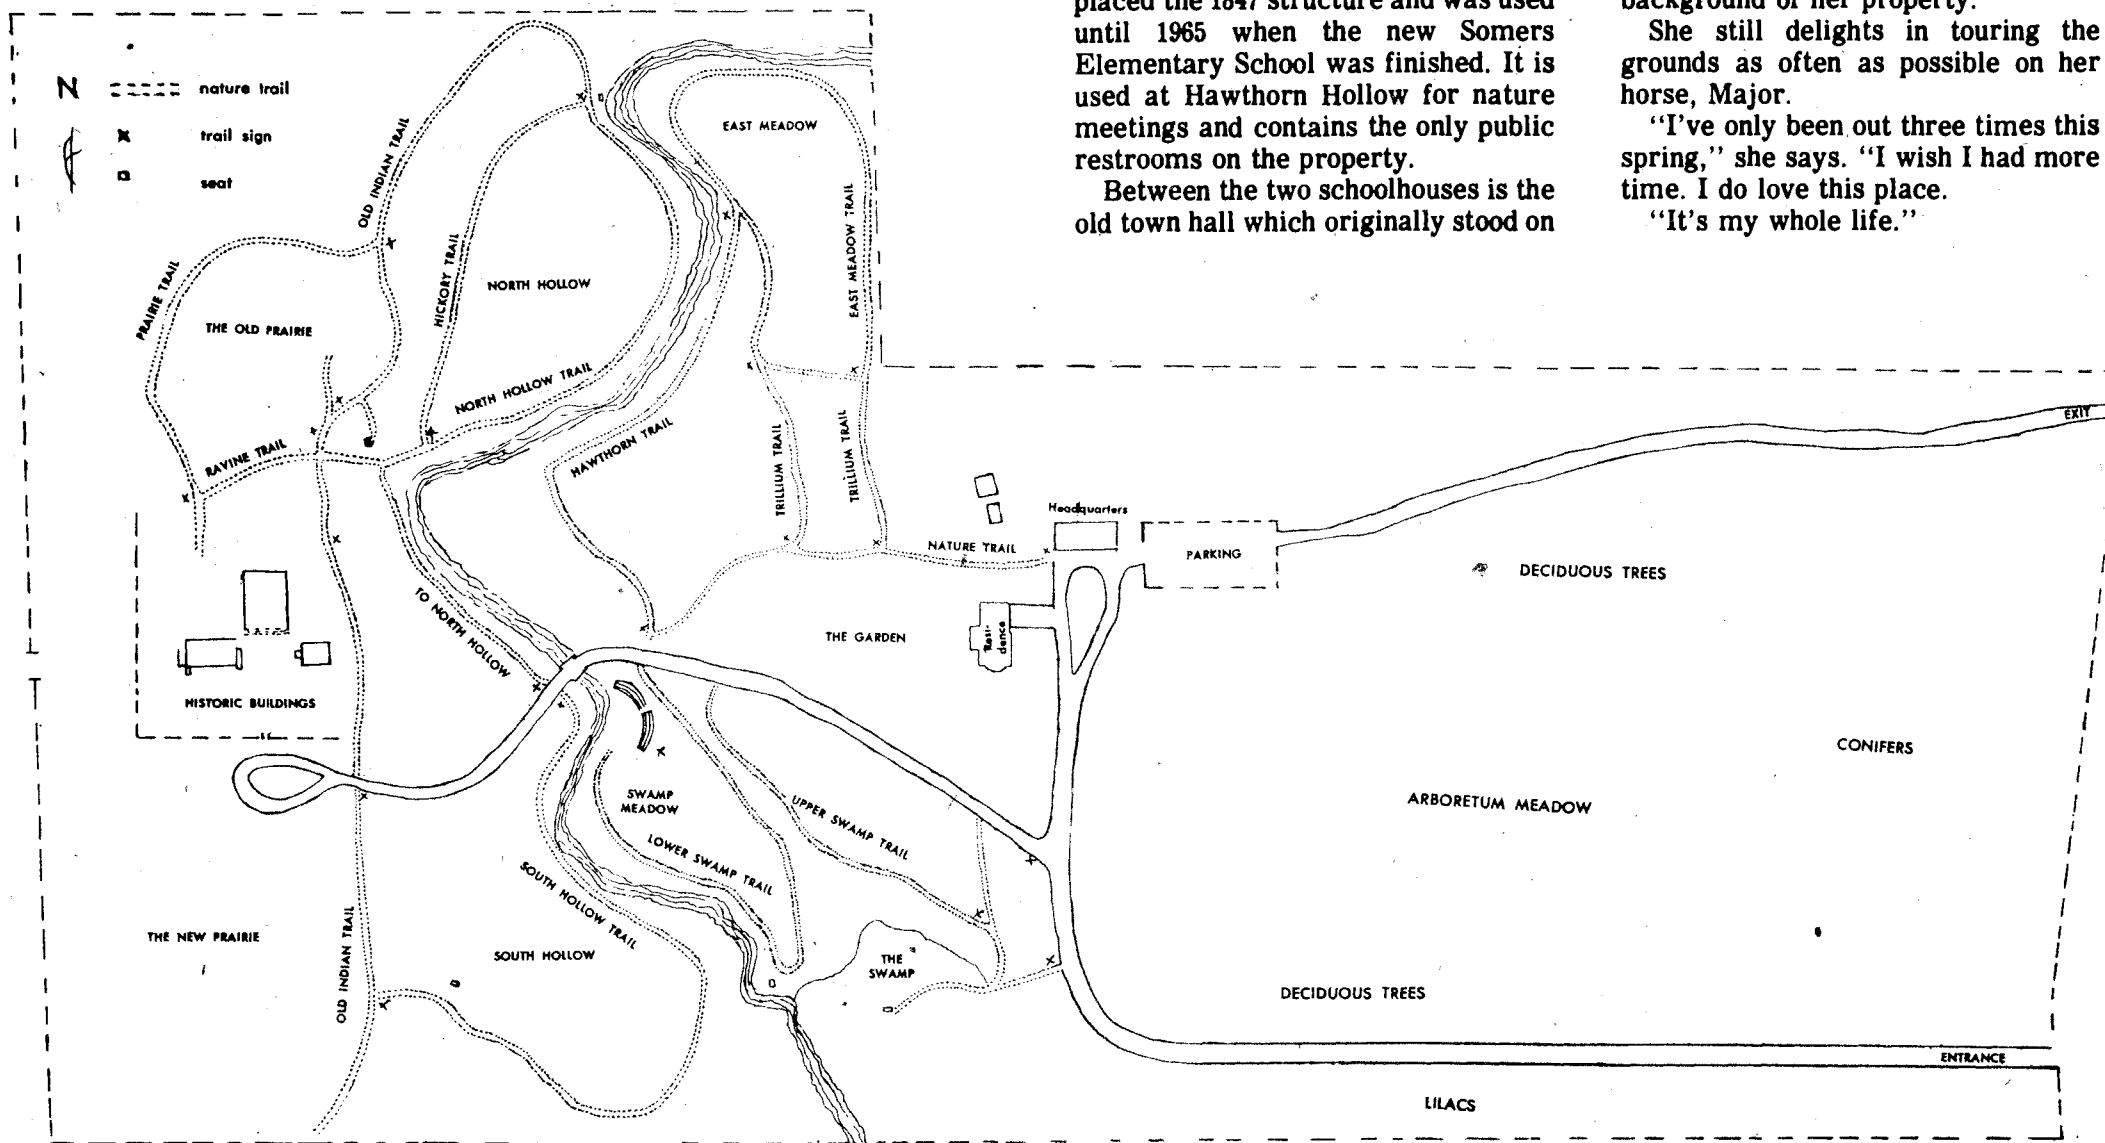 placed the 1847 structure and was used
until 1965 when the new Somers
Elementary School was finished. It is
used at Hawthorn Hollow for nature
meetings and contains the only public
restrooms on the property.
Between the two schoolhouses is the
old town hall which originally stood on
background of her property.
She still delights in touring the
grounds as often as possible on her
horse, Major.
“I’ve only been out three times this
spring,” she says. “I wish I had more
time. I do love this place.
“It’s my whole life.”
N
nature trail
trail sign
seat
OLD INDIAN TRAIL
EAST MEADOW
EAST MEADOW TRAIL
HICKORY TRAIL
NORTH HOLLOW
PRAIRIE TRAIL
THE OLD PRAIRIE
NORTH HOLLOW TRAIL
HAWTHORN TRAIL
RAVINE TRAIL
TRILLIUM TRAIL
TRILLIUM TRAIL
EXIT
Headquarters
NATURE TRAIL
PARKING
DECIDUOUS TREES
TO NORTH HOLLOW
THE GARDEN
Resi-
dence
HISTORIC BUILDINGS
CONIFERS
SWAMP
MEADOW
UPPER SWAMP TRAIL
ARBORETUM MEADOW
LOWER SWAMP TRAIL
SOUTH HOLLOW TRAIL
THE NEW PRAIRIE
OLD INDIAN TRAIL
SOUTH HOLLOW
THE
SWAMP
DECIDUOUS TREES
ENTRANCE
LILACS